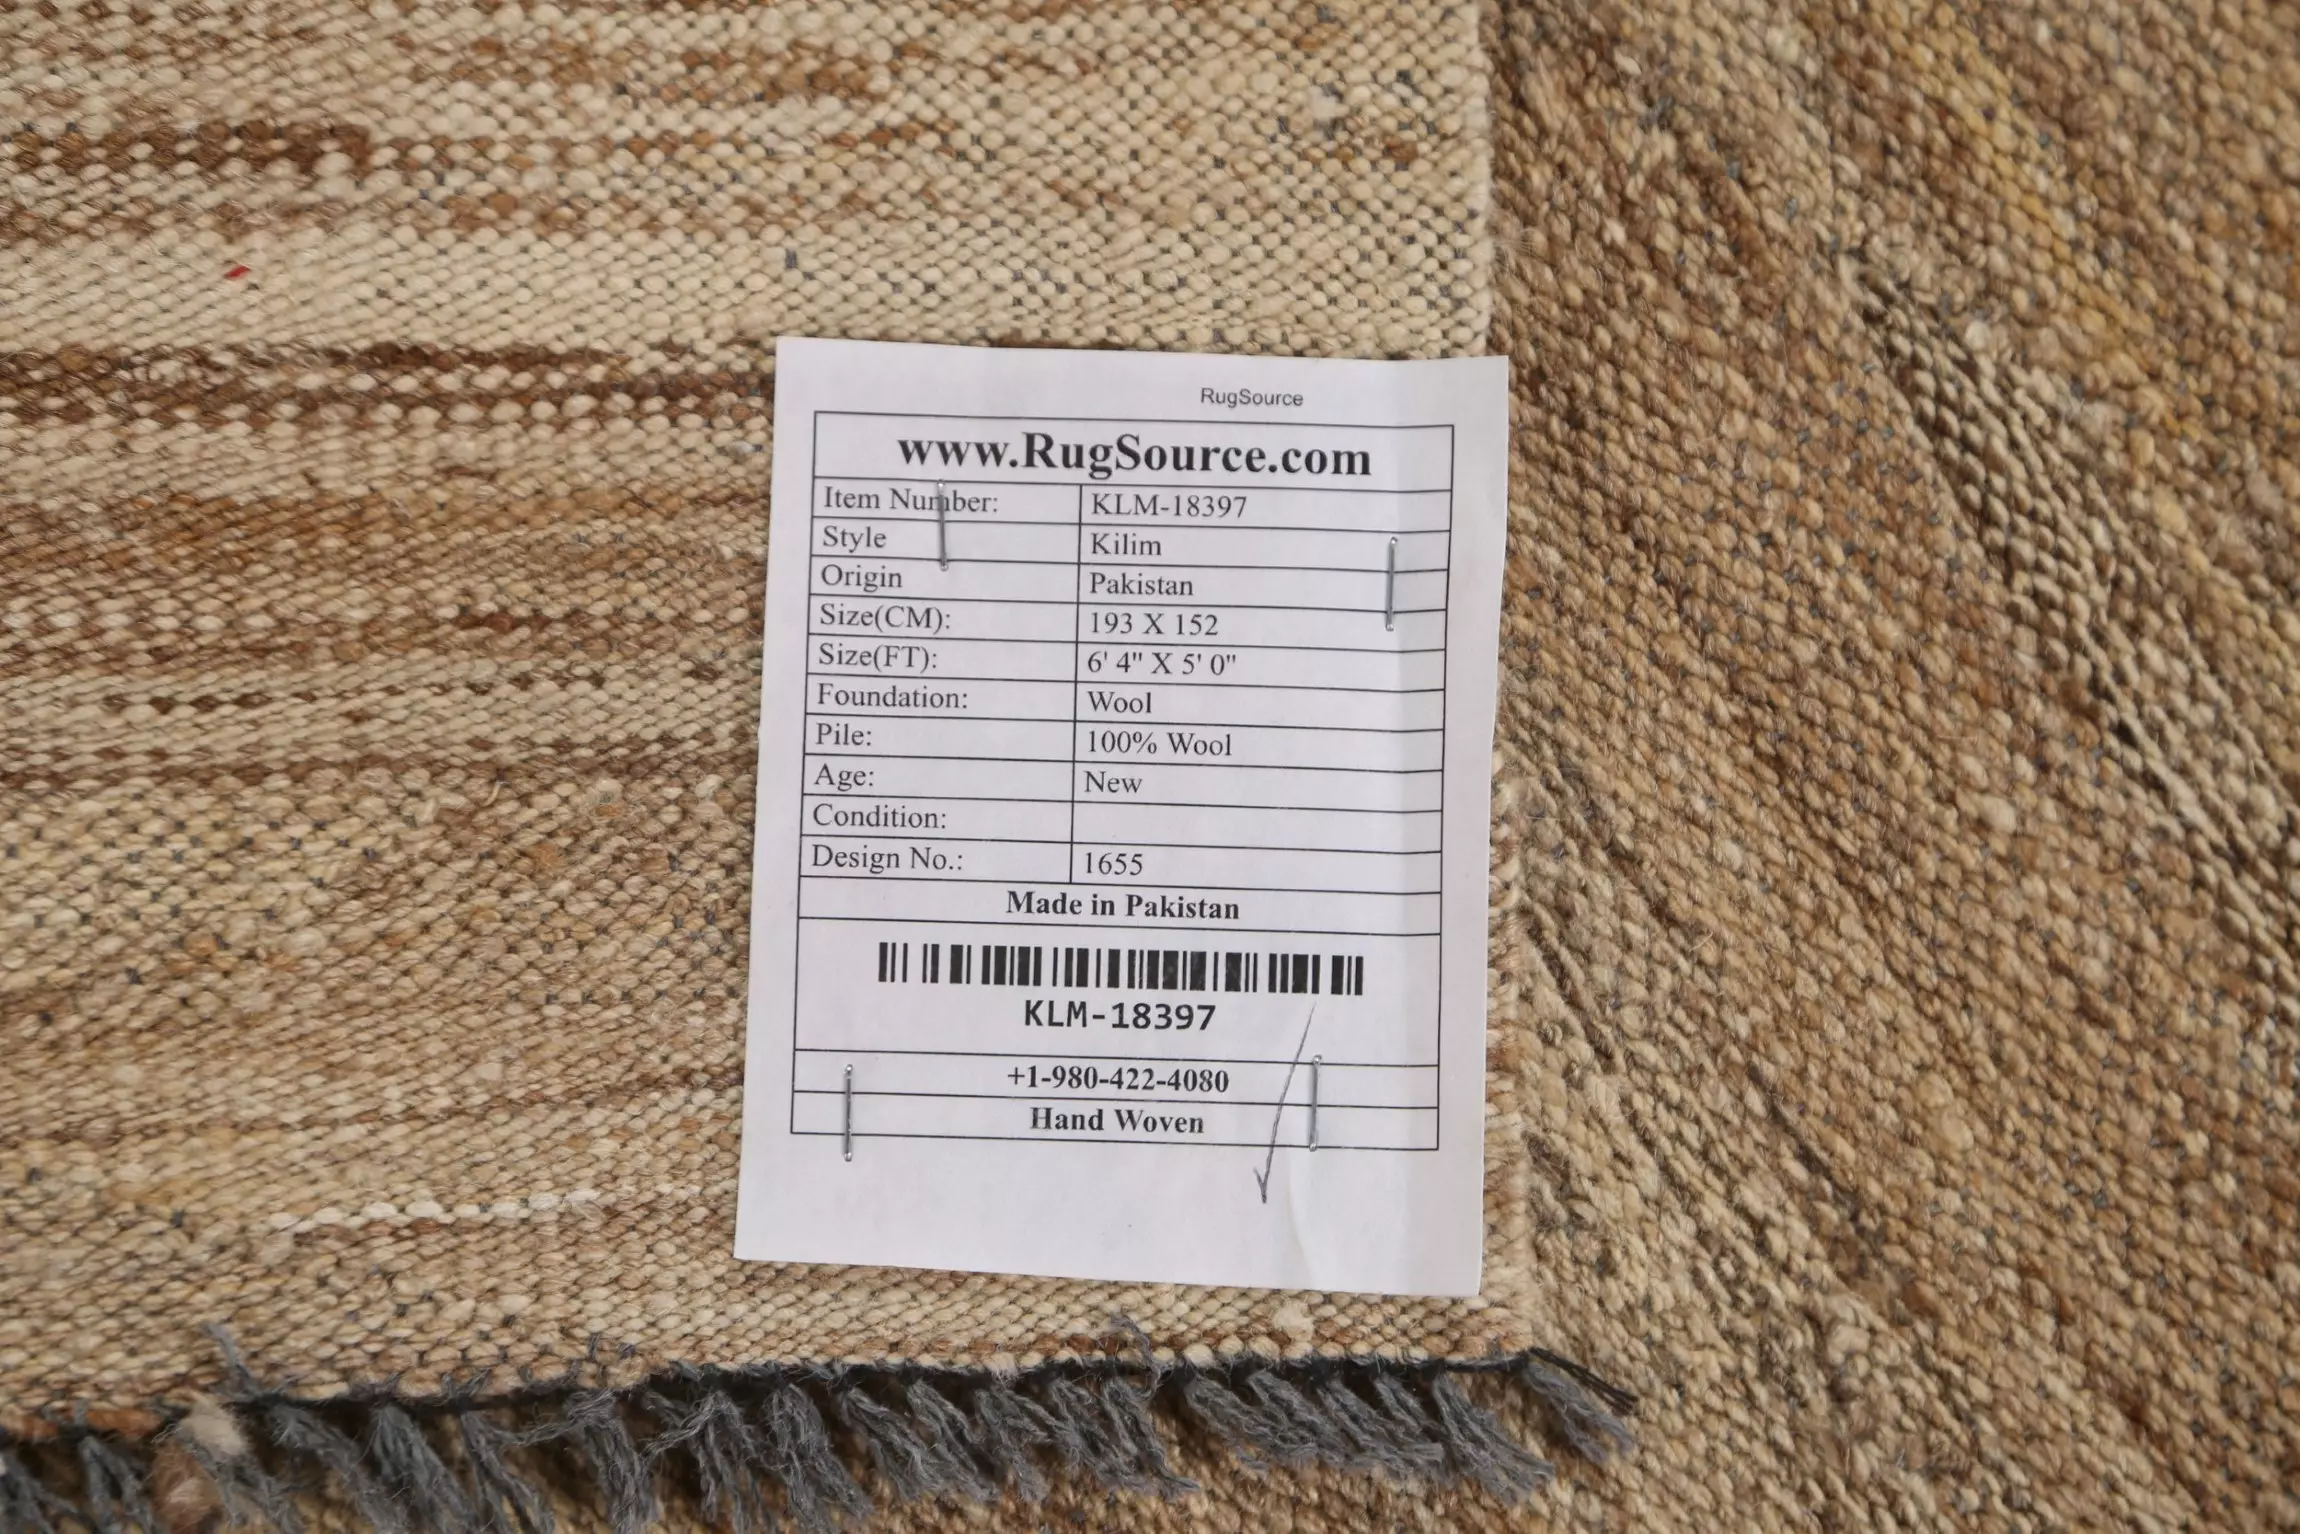 RugSource
www.RugSource.com
Item Number: KLM-18397
Style Kilim
Origin Pakistan
Size(CM): 193 X 152
Size(FT): 6' 4" X 5' 0"
Foundation: Wool
Pile: 100% Wool
Age: New
Condition:
Design No.: 1655
Made in Pakistan
KLM-18397
+1-980-422-4080
Hand Woven